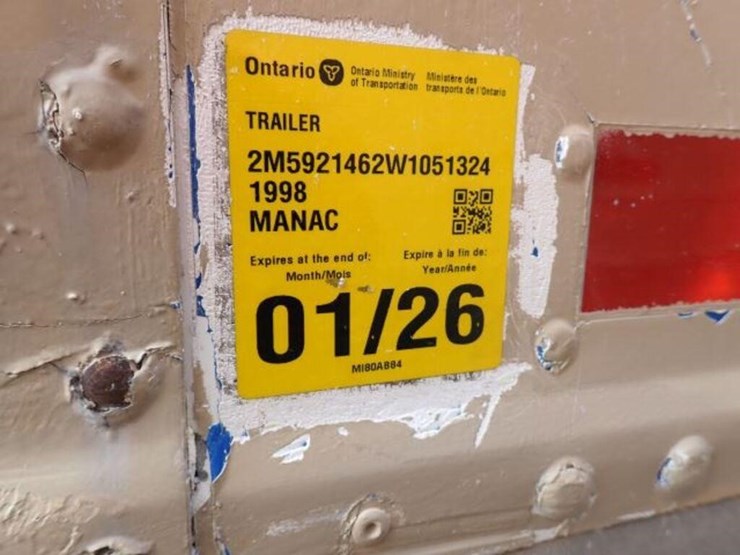 Ontario
Ontario Ministry of Transportation
Ministère des transports de l'Ontario
TRAILER
2M5921462W1051324
1998
MANAC
Expires at the end of:
Month/Mois
Expire à la fin de:
Year/Année
01/26
MI80A884